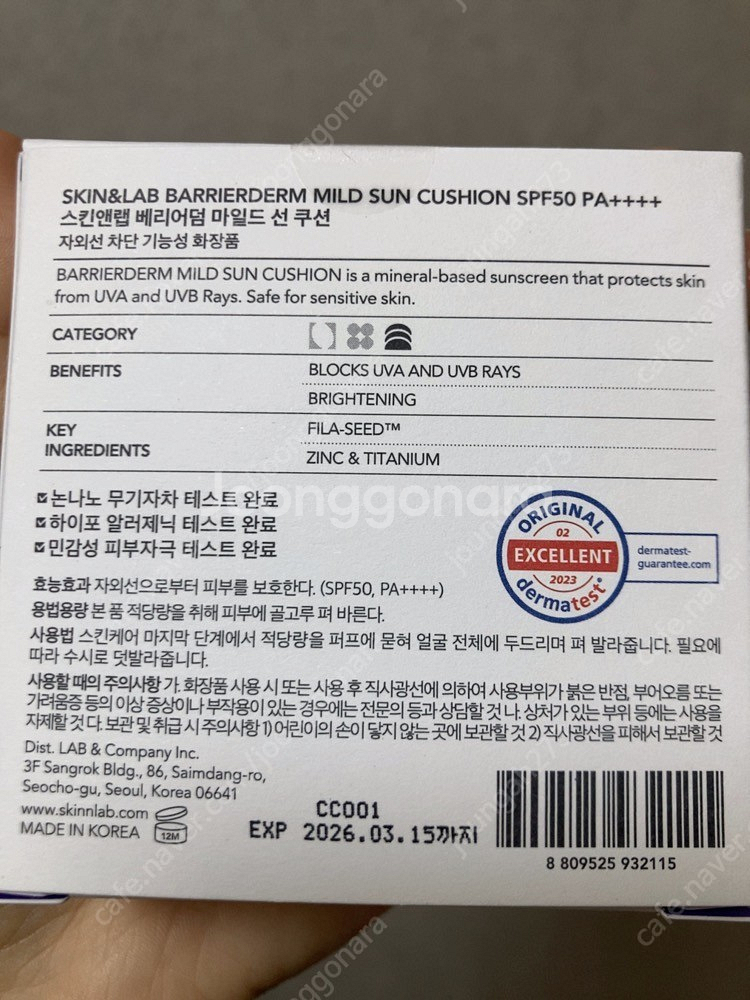 SKIN&LAB BARRIERDERM MILD SUN CUSHION SPF50 PA++++
스킨앤랩 베리어덤 마일드 선 쿠션
자외선 차단 기능성 화장품
BARRIERDERM MILD SUN CUSHION is a mineral-based sunscreen that protects skin
from UVA and UVB Rays. Safe for sensitive skin.
CATEGORY
BENEFITS BLOCKS UVA AND UVB RAYS
BRIGHTENING
KEY INGREDIENTS FILA-SEED™
ZINC & TITANIUM
논나노 무기자차 테스트 완료
하이포 알러제닉 테스트 완료
민감성 피부자극 테스트 완료
ORIGINAL
02
EXCELLENT
2023
dermatest®
dermatest-
guarantee.com
효능효과 자외선으로부터 피부를 보호한다. (SPF50, PA++++)
용법용량 본 품 적당량을 취해 피부에 골고루 펴 바른다.
사용법 스킨케어 마지막 단계에서 적당량을 퍼프에 묻혀 얼굴 전체에 두드리며 펴 발라줍니다. 필요에
따라 수시로 덧발라줍니다.
사용할 때의 주의사항 가. 화장품 사용 시 또는 사용 후 직사광선에 의하여 사용부위가 붉은 반점, 부어오름 또는
가려움증 등의 이상 증상이나 부작용이 있는 경우에는 전문의 등과 상담할 것 나. 상처가 있는 부위 등에는 사용을
자제할 것 다. 보관 및 취급 시 주의사항 1) 어린이의 손이 닿지 않는 곳에 보관할 것 2) 직사광선을 피해서 보관할 것
Dist. LAB & Company Inc.
3F Sangrok Bldg., 86, Saimdang-ro,
Seocho-gu, Seoul, Korea 06641
www.skinnlab.com
MADE IN KOREA
12M
CC001
EXP 2026.03.15까지
8 809525 932115
joonggonara